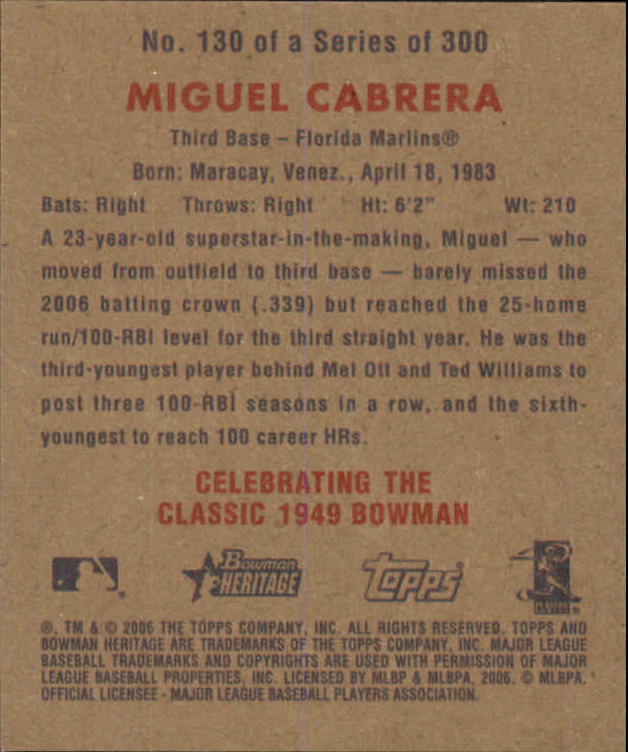 No. 130 of a Series of 300
MIGUEL CABRERA
Third Base – Florida Marlins®
Born: Maracay, Venez., April 18, 1983
Bats: Right Throws: Right Ht: 6'2" Wt: 210
A 23-year-old superstar-in-the-making, Miguel — who
moved from outfield to third base — barely missed the
2006 batting crown (.339) but reached the 25-home
run/100-RBI level for the third straight year. He was the
third-youngest player behind Mel Ott and Ted Williams to
post three 100-RBI seasons in a row, and the sixth-
youngest to reach 100 career HRs.
CELEBRATING THE
CLASSIC 1949 BOWMAN
Bowman
HERITAGE
topps®
PLAYERS
®, TM & © 2006 THE TOPPS COMPANY, INC. ALL RIGHTS RESERVED. TOPPS AND
BOWMAN HERITAGE ARE TRADEMARKS OF THE TOPPS COMPANY, INC. MAJOR LEAGUE
BASEBALL TRADEMARKS AND COPYRIGHTS ARE USED WITH PERMISSION OF MAJOR
LEAGUE BASEBALL PROPERTIES, INC. LICENSED BY MLBP & MLBPA, 2006. © MLBPA.
OFFICIAL LICENSEE - MAJOR LEAGUE BASEBALL PLAYERS ASSOCIATION.